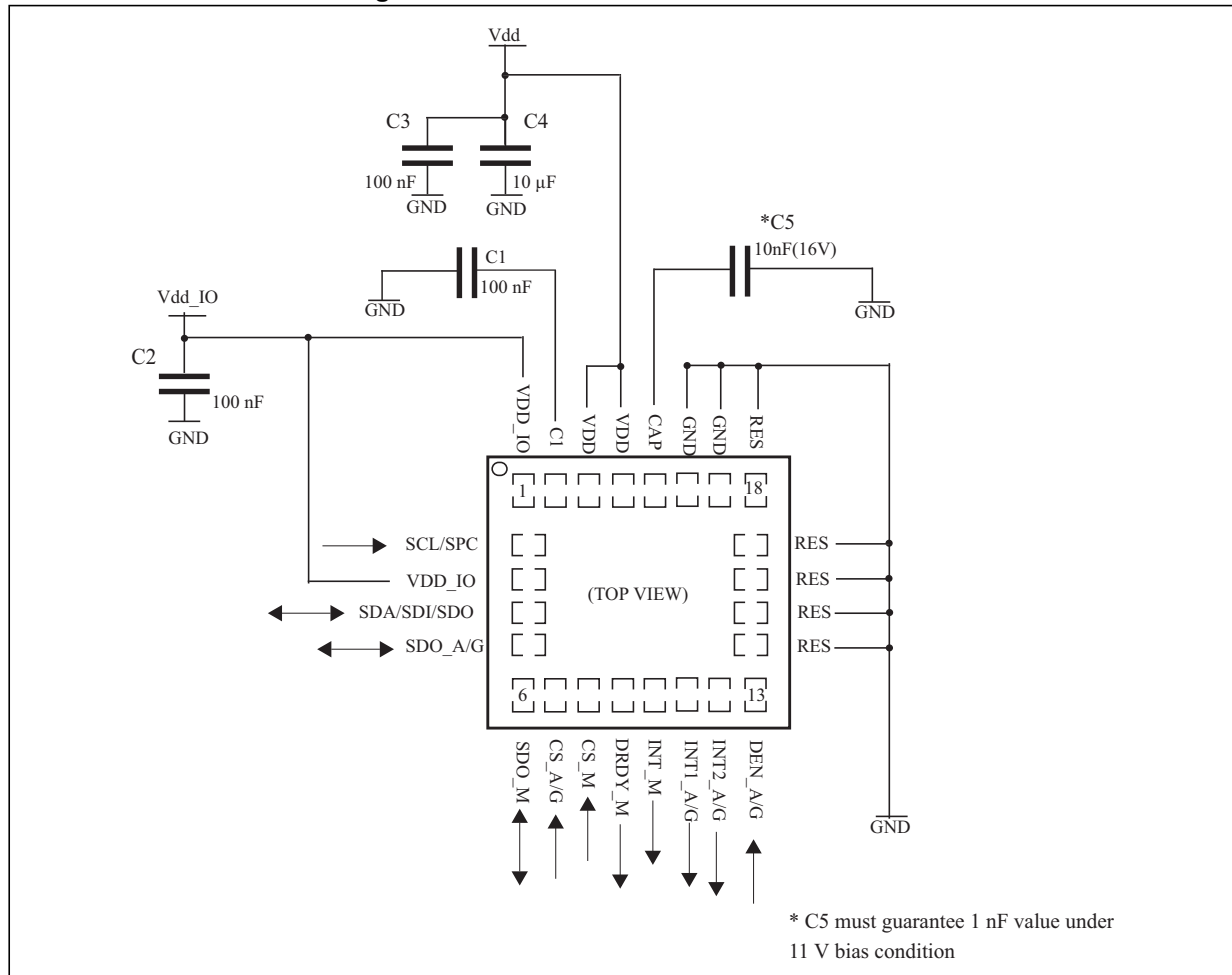 Vdd
C3
C4
100 nF
10 µF
GND
GND
*C5
10nF(16V)
C1
100 nF
GND
GND
Vdd_IO
C2
100 nF
GND
VDD_IO
C1
VDD
VDD
CAP
GND
GND
RES
1
18
SCL/SPC
RES
VDD_IO
RES
(TOP VIEW)
SDA/SDI/SDO
RES
SDO_A/G
RES
6
13
SDO_M
CS_A/G
CS_M
DRDY_M
INT_M
INT1_A/G
INT2_A/G
DEN_A/G
GND
* C5 must guarantee 1 nF value under
11 V bias condition